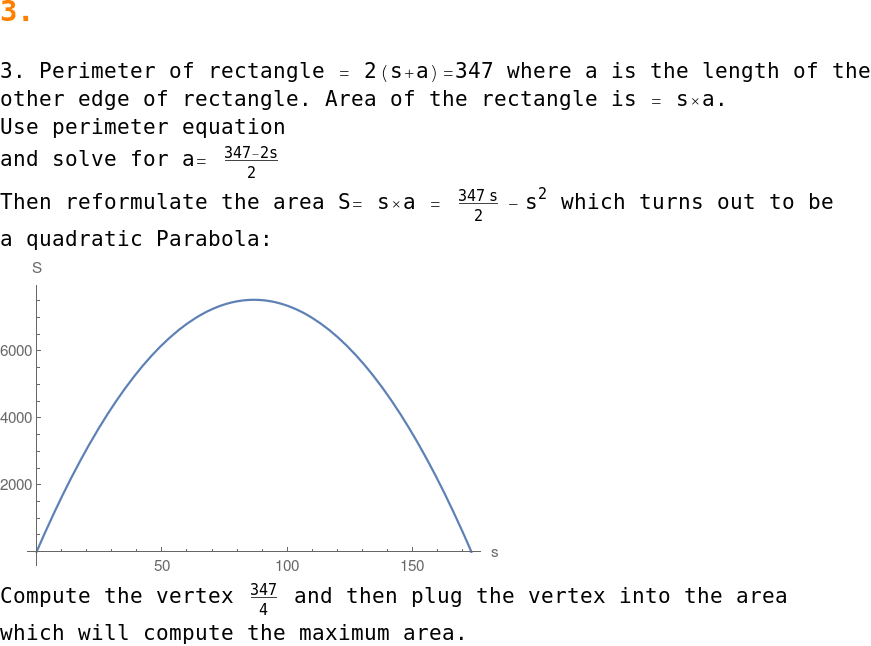 3.
3. Perimeter of rectangle = 2(s+a)=347 where a is the length of the
other edge of rectangle. Area of the rectangle is = s×a.
Use perimeter equation
and solve for a= \frac{347-2s}{2}
Then reformulate the area S= s×a = \frac{347 s}{2} - s^2 which turns out to be
a quadratic Parabola:
S
6000
4000
2000
50 100 150 s
Compute the vertex \frac{347}{4} and then plug the vertex into the area
which will compute the maximum area.